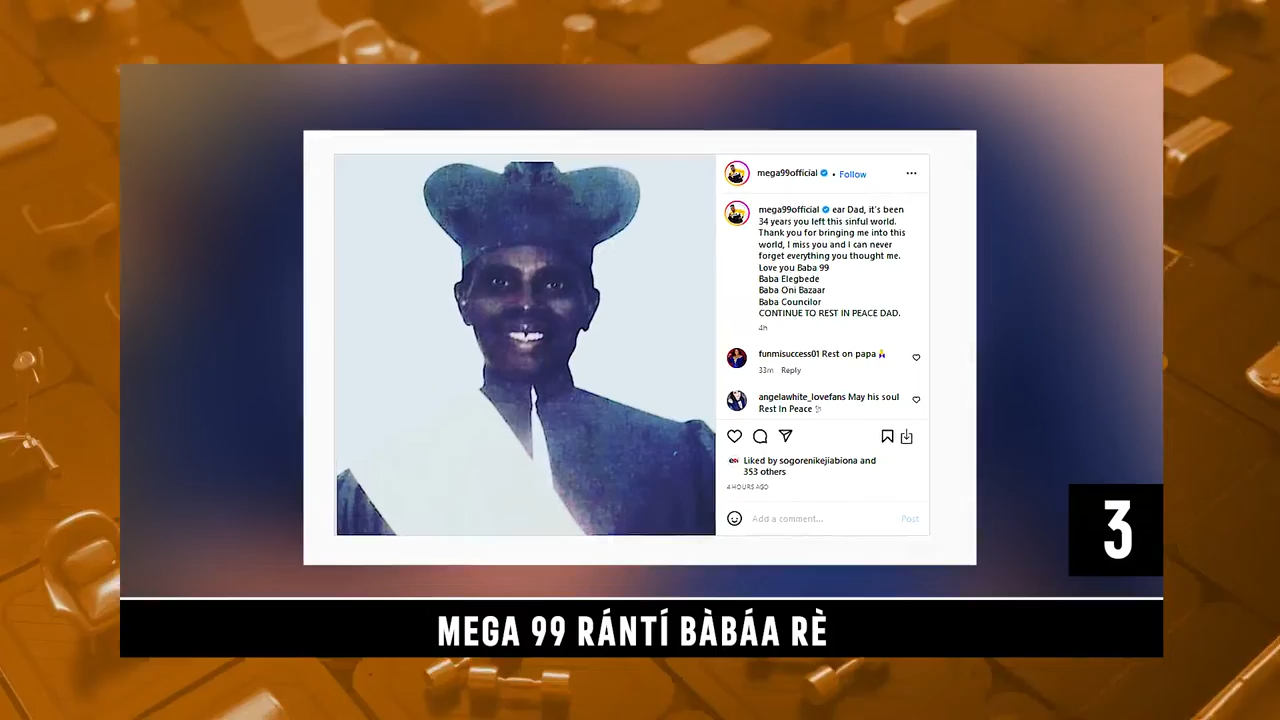 mega99official • Follow
mega99official ear Dad, it's been
34 years you left this sinful world.
Thank you for bringing me into this
world, I miss you and i can never
forget everything you thought me.
Love you Baba 99
Baba Elegbede
Baba Oni Bazaar
Baba Councilor
CONTINUE TO REST IN PEACE DAD.
4h
funmisuccess01 Rest on papa
33m Reply
angelawhite_lovefans May his soul
Rest In Peace
Liked by sogorenikejiabiona and
353 others
4 HOURS AGO
Add a comment... Post
3
MEGA 99 RÁNTÍ BÀBÁA RÈ